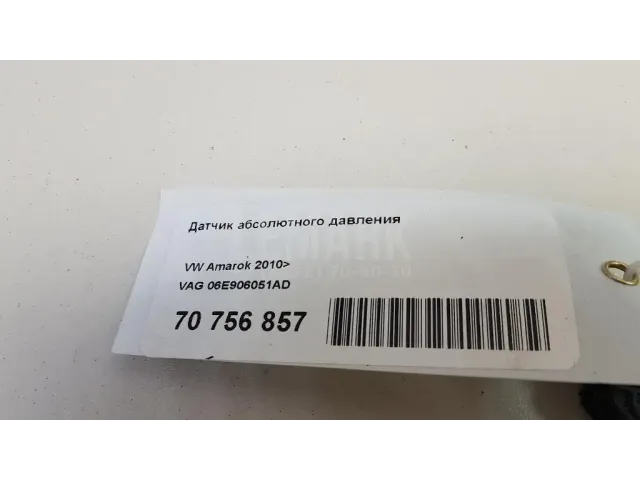 Датчик абсолютного давления
VW Amarok 2010>
VAG 06E906051AD
70 756 857